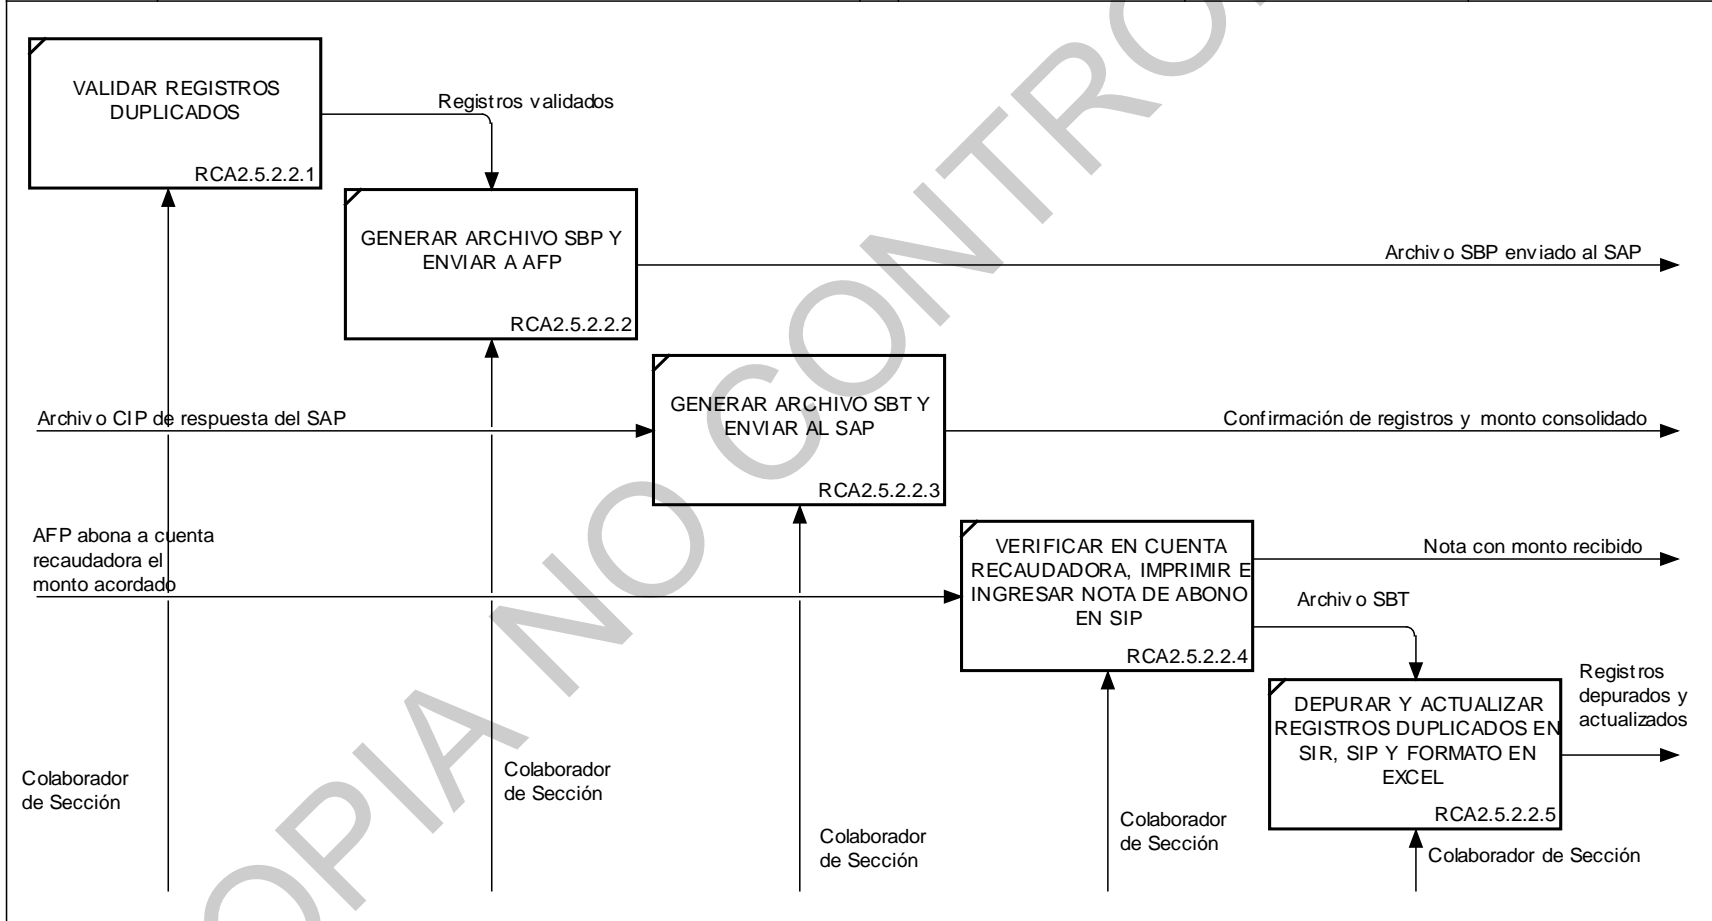 VALIDAR REGISTROS
DUPLICADOS
RCA2.5.2.2.1
Registros validados
GENERAR ARCHIVO SBP Y
ENVIAR A AFP
RCA2.5.2.2.2
Archivo SBP enviado al SAP
Archivo CIP de respuesta del SAP
GENERAR ARCHIVO SBT Y
ENVIAR AL SAP
RCA2.5.2.2.3
Confirmación de registros y monto consolidado
AFP abona a cuenta
recaudadora el
monto acordado
VERIFICAR EN CUENTA
RECAUDADORA, IMPRIMIR E
INGRESAR NOTA DE ABONO
EN SIP
RCA2.5.2.2.4
Nota con monto recibido
Archivo SBT
DEPURAR Y ACTUALIZAR
REGISTROS DUPLICADOS EN
SIR, SIP Y FORMATO EN
EXCEL
RCA2.5.2.2.5
Registros
depurados y
actualizados
Colaborador
de Sección
Colaborador
de Sección
Colaborador
de Sección
Colaborador
de Sección
Colaborador de Sección
OPIA NO CONTRO